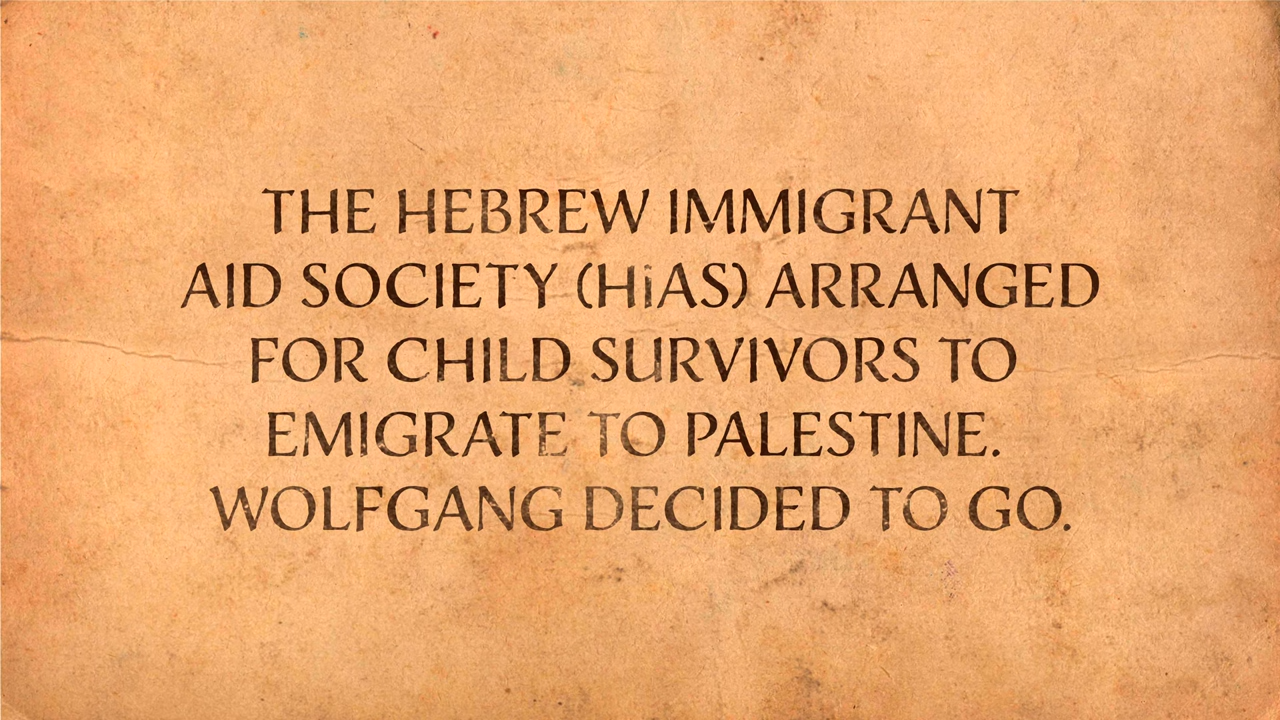 THE HEBREW IMMIGRANT
AID SOCIETY (HiAS) ARRANGED
FOR CHILD SURVIVORS TO
EMIGRATE TO PALESTINE.
WOLFGANG DECIDED TO GO.